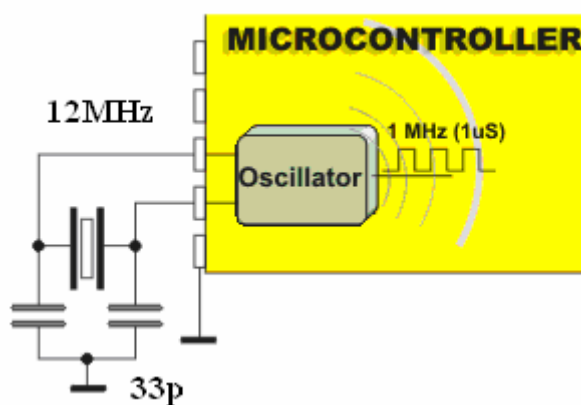 MICROCONTROLLER
12MHz
1 MHz (1uS)
Oscillator
33p